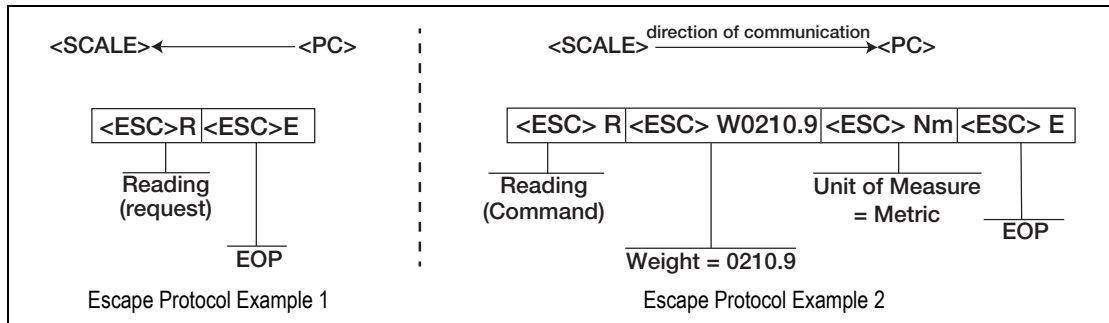 <SCALE> <PC>
<ESC>R <ESC>E
Reading
(request)
EOP
Escape Protocol Example 1
direction of communication
<SCALE> <PC>
<ESC> R <ESC> W0210.9 <ESC> Nm <ESC> E
Reading
(Command)
Weight = 0210.9
Unit of Measure
= Metric
EOP
Escape Protocol Example 2